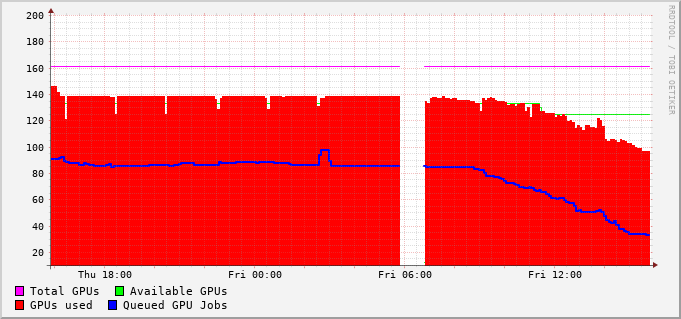 200
180
160
140
120
100
80
60
40
20
Thu 18:00 Fri 00:00 Fri 06:00 Fri 12:00
Total GPUs Available GPUs
GPUs used Queued GPU Jobs
RRDTOOL / TOBI OETIKER